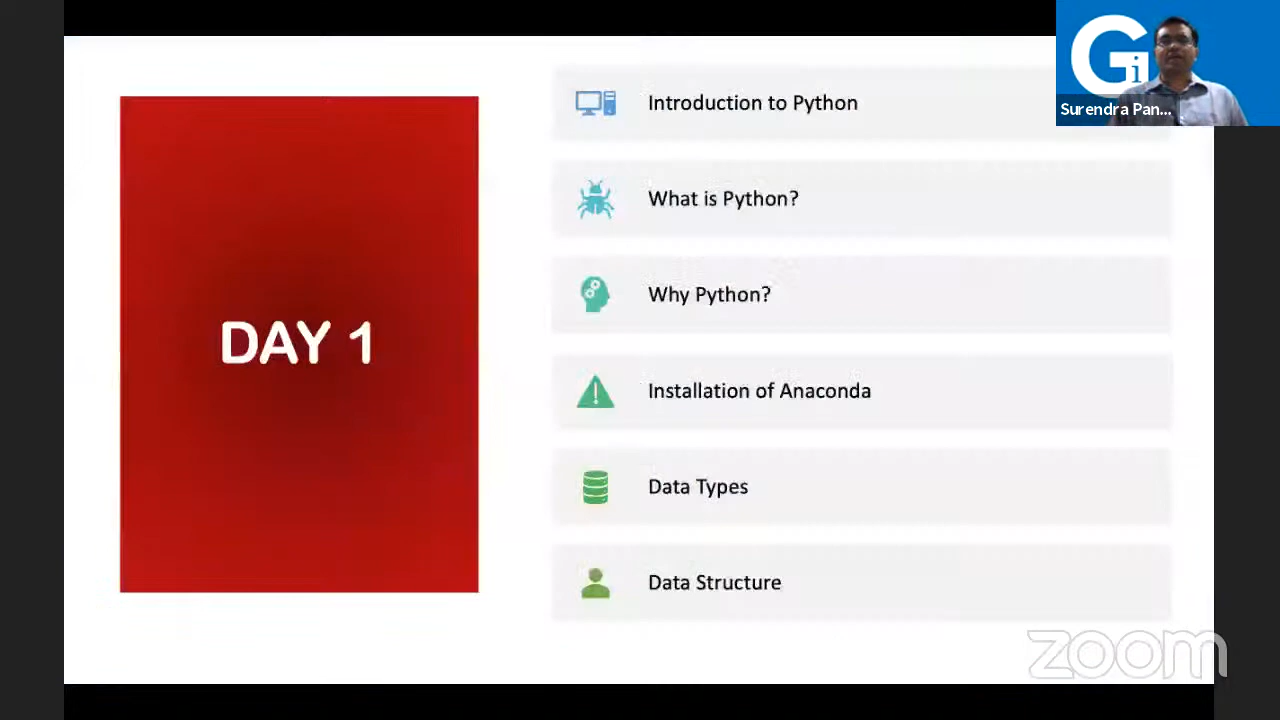 DAY 1
Introduction to Python
What is Python?
Why Python?
Installation of Anaconda
Data Types
Data Structure
Gi
Surendra Pan...
zoom